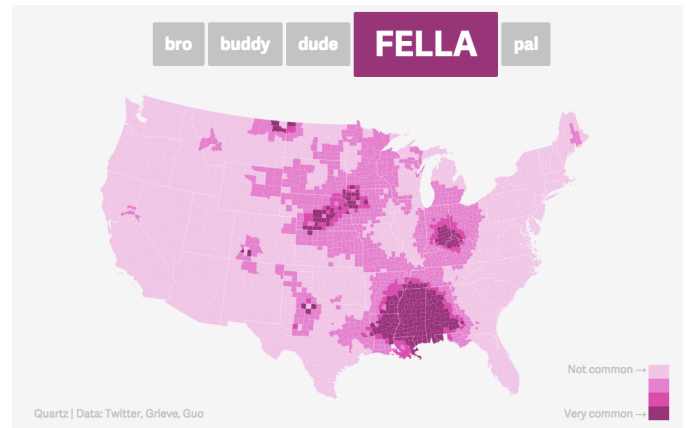 bro buddy dude FELLA pal
Not common →
Very common →
Quartz | Data: Twitter, Grieve, Guo